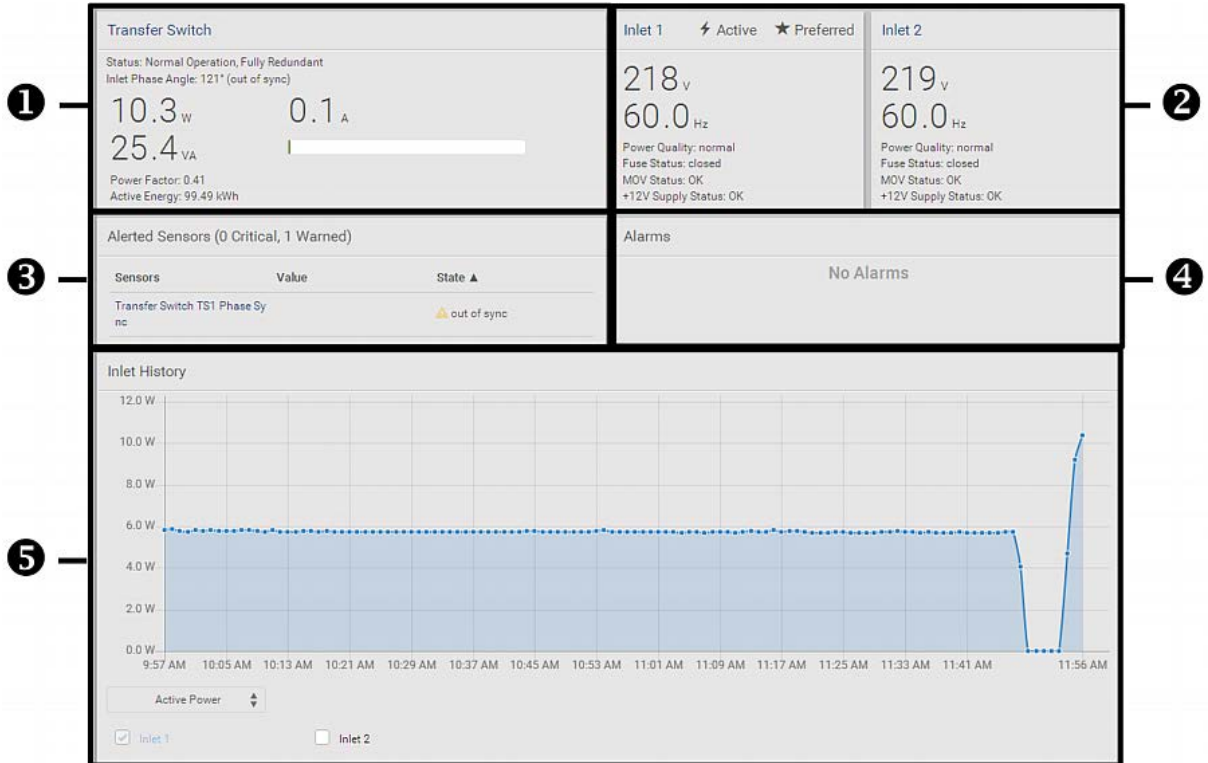 ❶
Transfer Switch
Status: Normal Operation, Fully Redundant
Inlet Phase Angle: 121° (out of sync)
10.3 W 0.1 A
25.4 VA
Power Factor: 0.41
Active Energy: 99.49 kWh
❷
Inlet 1 Active ★ Preferred
218 V
60.0 Hz
Power Quality: normal
Fuse Status: closed
MOV Status: OK
+12V Supply Status: OK
Inlet 2
219 V
60.0 Hz
Power Quality: normal
Fuse Status: closed
MOV Status: OK
+12V Supply Status: OK
❸
Alerted Sensors (0 Critical, 1 Warned)
Sensors Value State ▲
Transfer Switch TS1 Phase Sy
nc
out of sync
❹
Alarms
No Alarms
❺
Inlet History
12.0 W
10.0 W
8.0 W
6.0 W
4.0 W
2.0 W
0.0 W
9:57 AM 10:05 AM 10:13 AM 10:21 AM 10:29 AM 10:37 AM 10:45 AM 10:53 AM 11:01 AM 11:09 AM 11:17 AM 11:25 AM 11:33 AM 11:41 AM 11:56 AM
Active Power
Inlet 1 Inlet 2